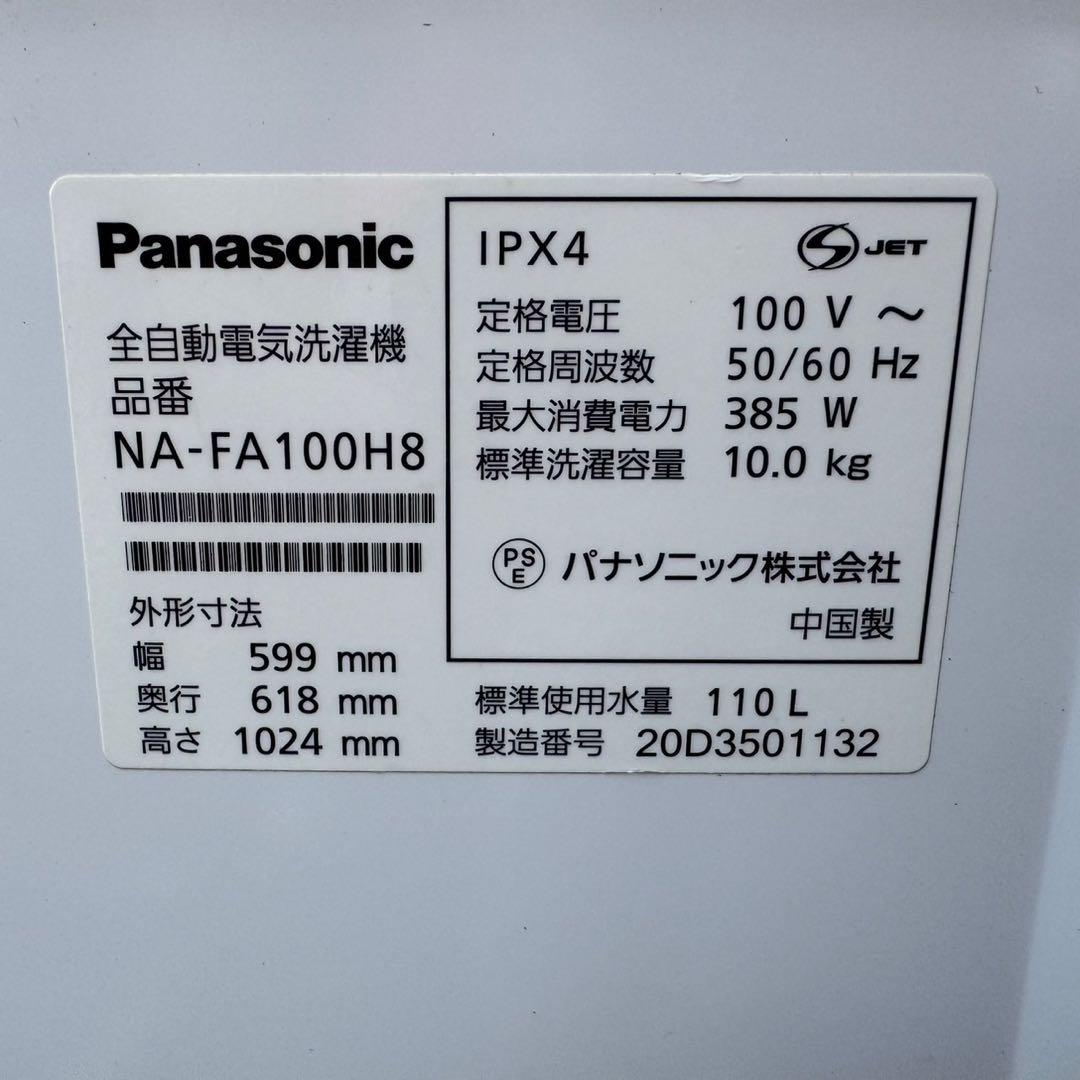 Panasonic
全自動電気洗濯機
品番
NA-FA100H8
外形寸法
幅 599 mm
奥行 618 mm
高さ 1024 mm
IPX4
S JET
定格電圧 100 V ～
定格周波数 50/60 Hz
最大消費電力 385 W
標準洗濯容量 10.0 kg
PS
E
パナソニック株式会社
中国製
標準使用水量 110 L
製造番号 20D3501132